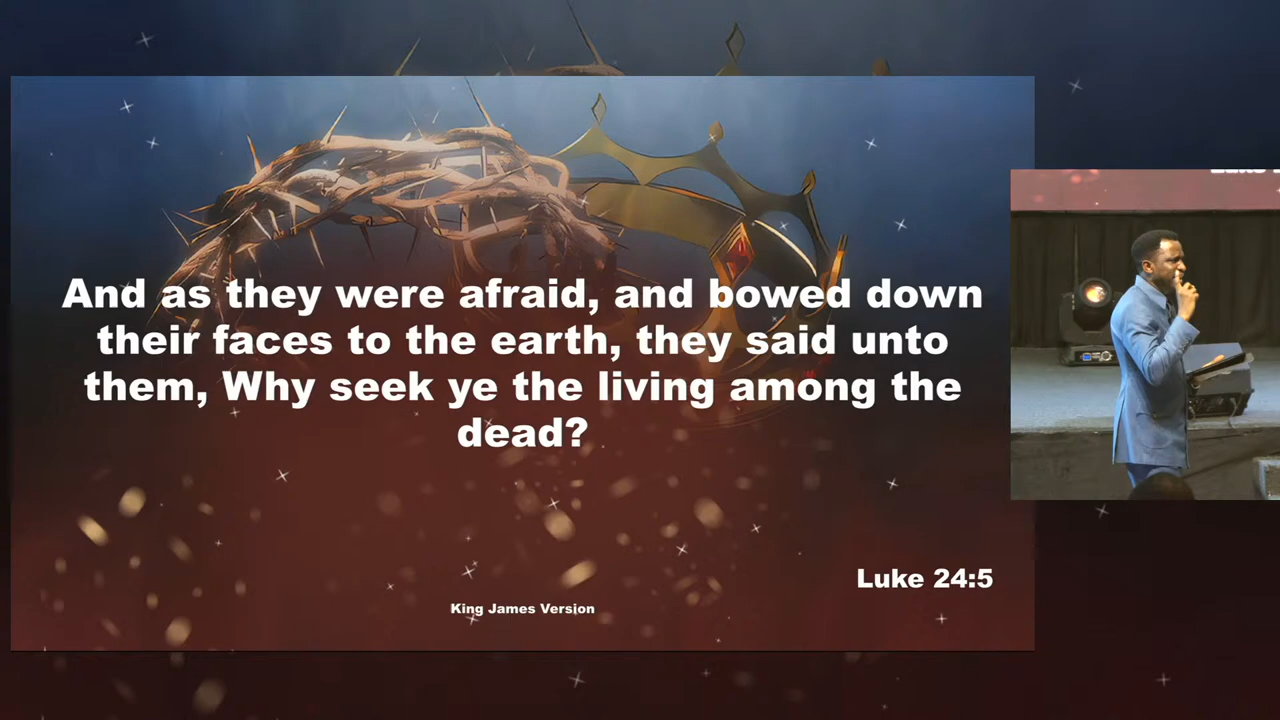 And as they were afraid, and bowed down
their faces to the earth, they said unto
them, Why seek ye the living among the
dead?
Luke 24:5
King James Version